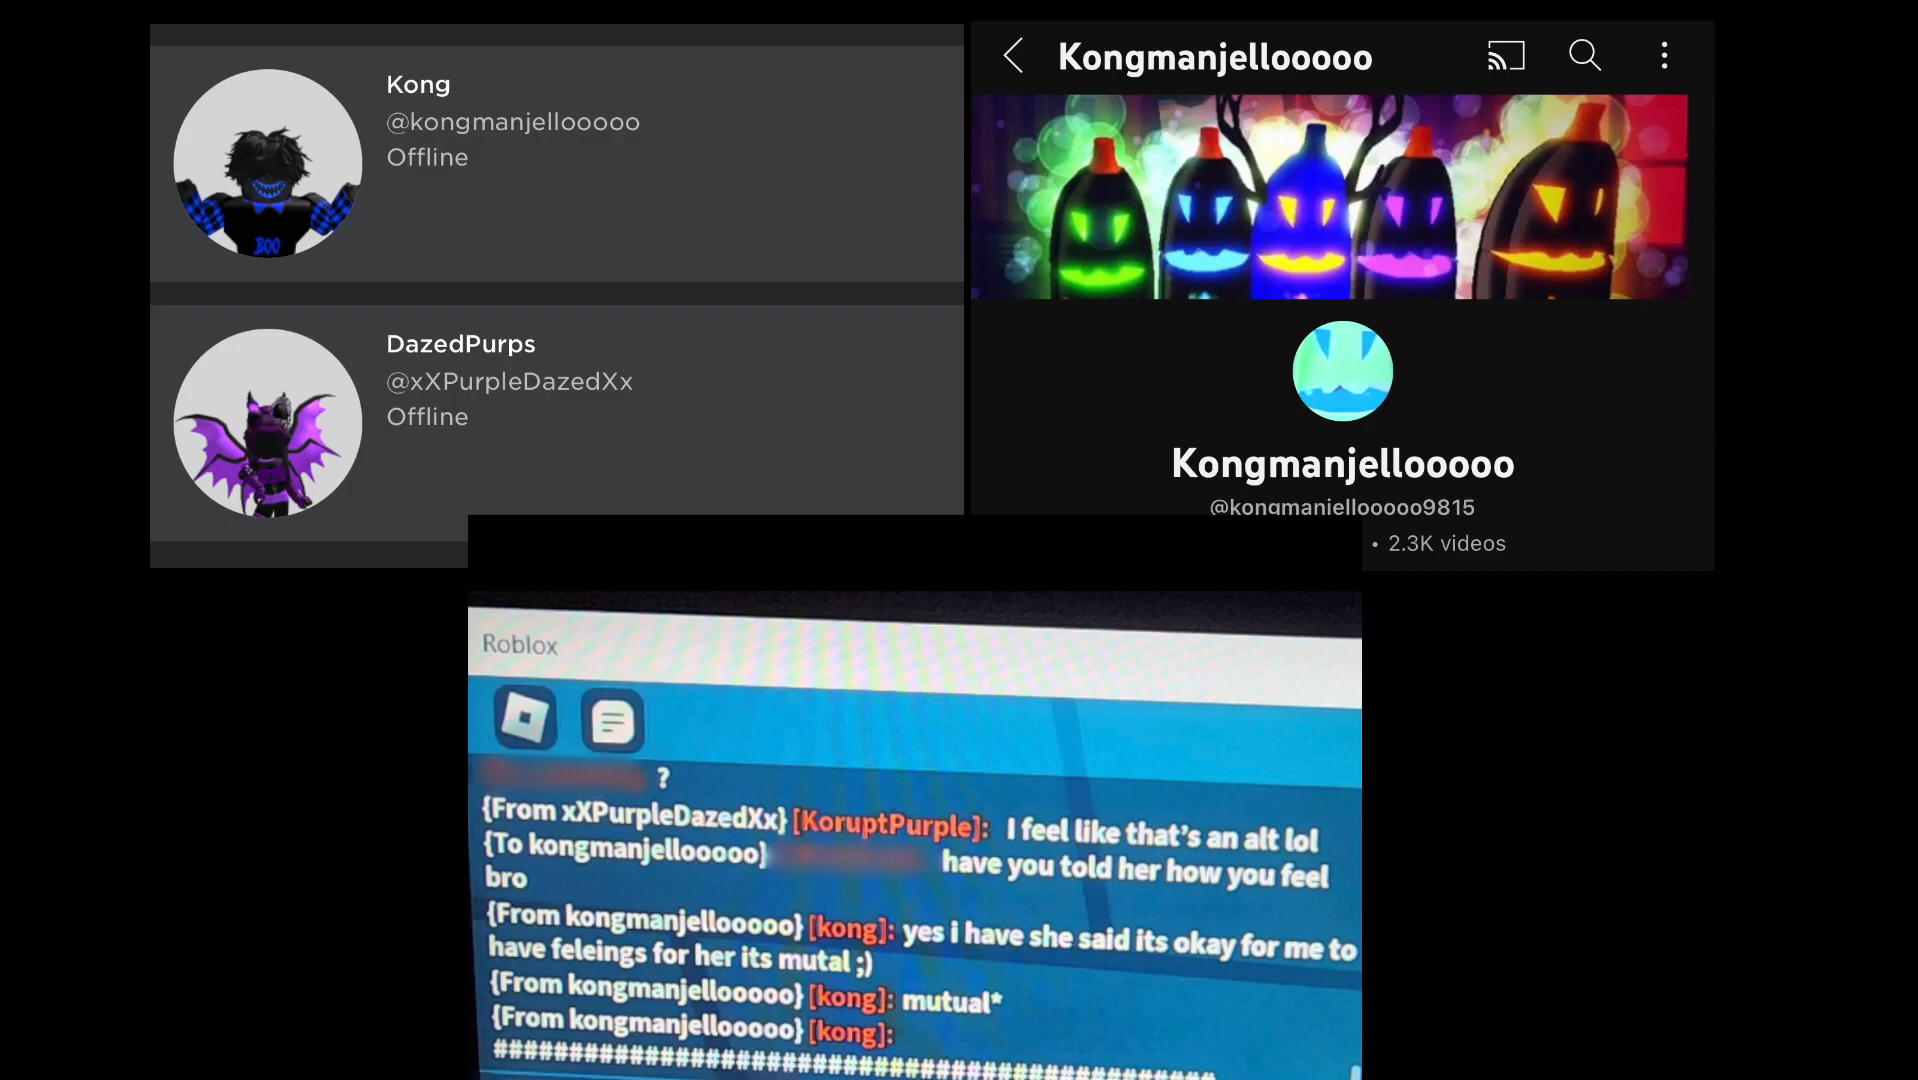 Kong
@kongmanjellooooo
Offline
DazedPurps
@xXPurpleDazedXx
Offline
BOO
Kongmanjellooooo
Kongmanjellooooo
@kongmanjellooooo9815
• 2.3K videos
Roblox
?
{From xXPurpleDazedXx} [KoruptPurple]: I feel like that's an alt lol
{To kongmanjellooooo} have you told her how you feel
bro
{From kongmanjellooooo} [kong]: yes i have she said its okay for me to
have feleings for her its mutal ;)
{From kongmanjellooooo} [kong]: mutual*
{From kongmanjellooooo} [kong]:
################################################